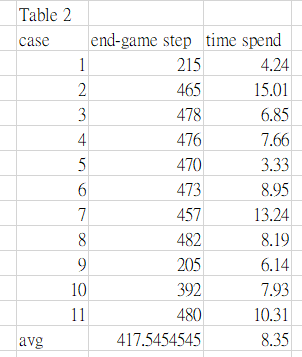 Table 2
case end-game step time spend
1 215 4.24
2 465 15.01
3 478 6.85
4 476 7.66
5 470 3.33
6 473 8.95
7 457 13.24
8 482 8.19
9 205 6.14
10 392 7.93
11 480 10.31
avg 417.5454545 8.35